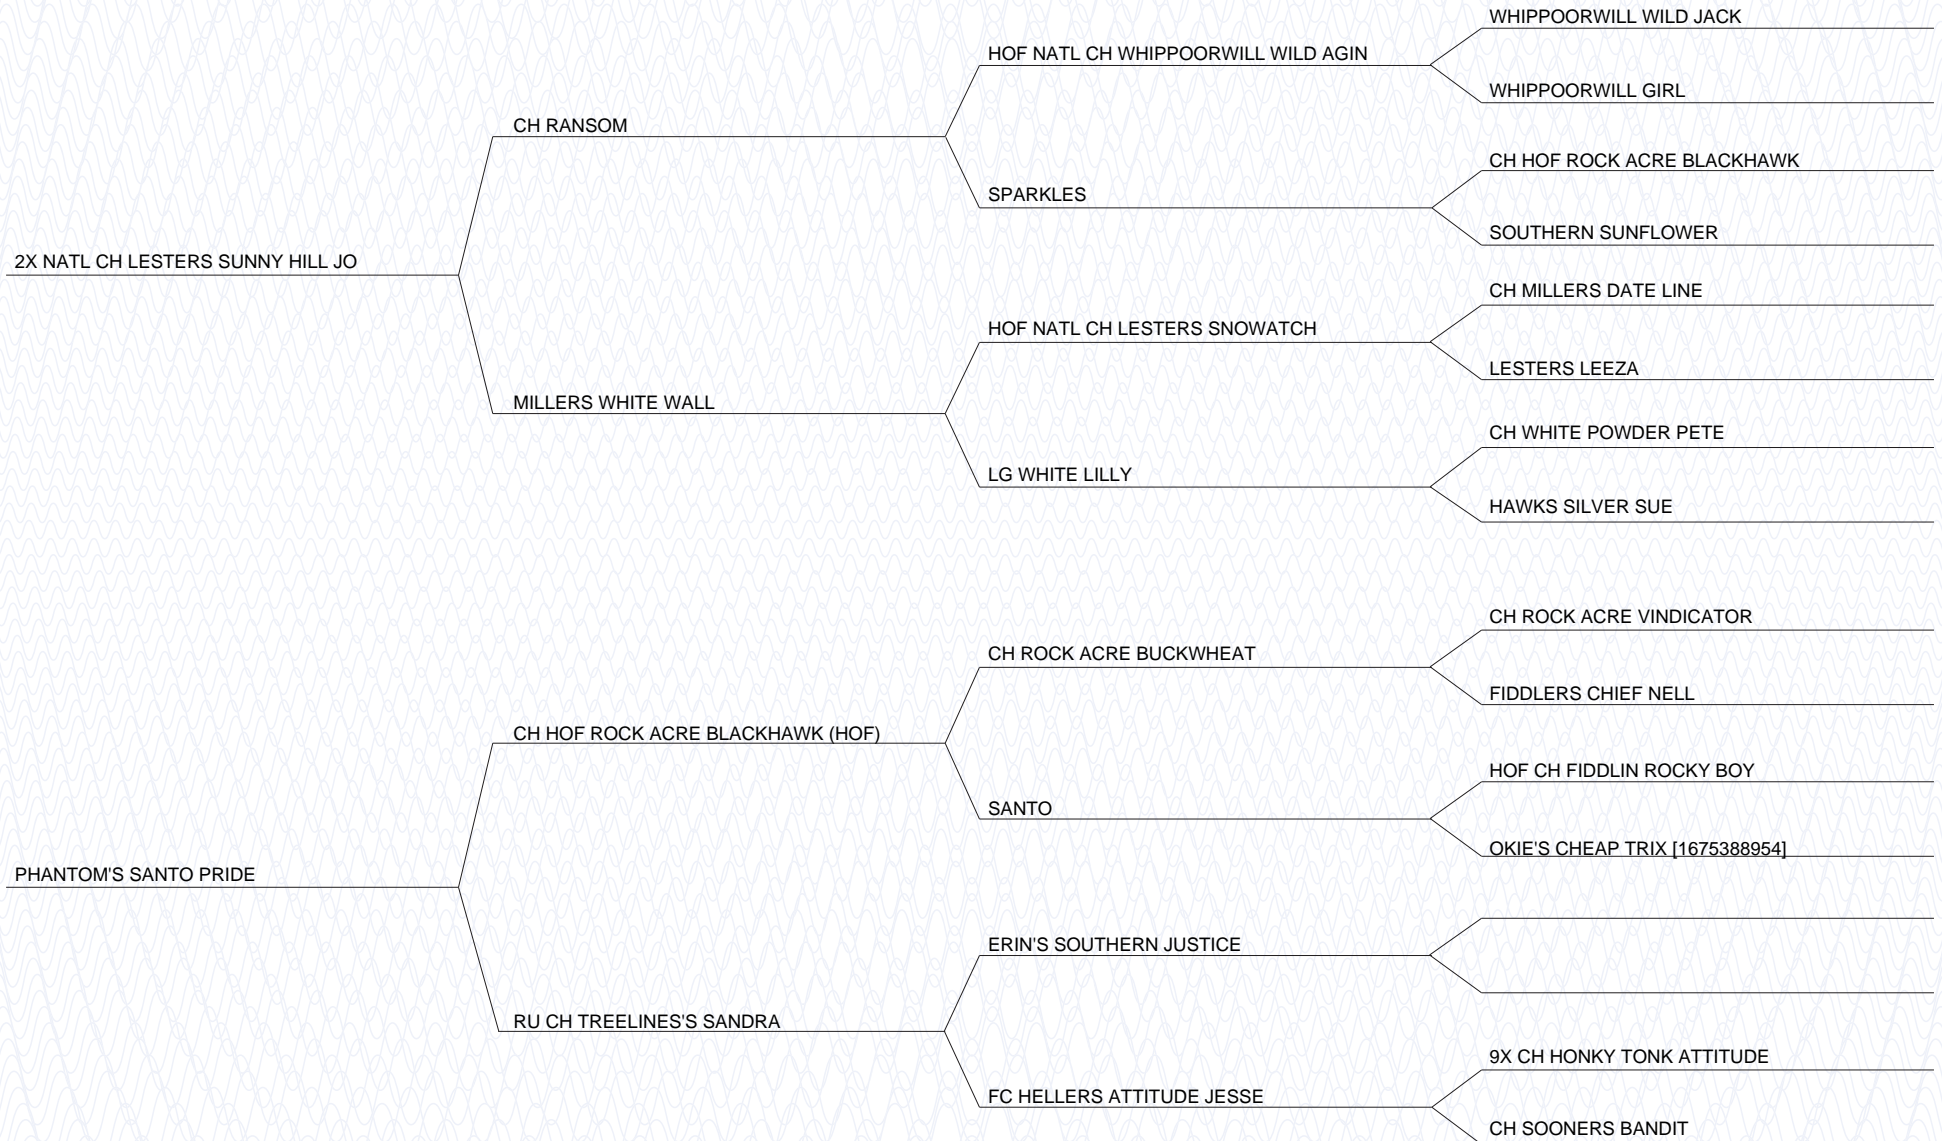 WHIPPOORWILL WILD JACK
HOF NATL CH WHIPPOORWILL WILD AGIN
WHIPPOORWILL GIRL
CH RANSOM
CH HOF ROCK ACRE BLACKHAWK
SPARKLES
SOUTHERN SUNFLOWER
2X NATL CH LESTERS SUNNY HILL JO
CH MILLERS DATE LINE
HOF NATL CH LESTERS SNOWATCH
LESTERS LEEZA
MILLERS WHITE WALL
CH WHITE POWDER PETE
LG WHITE LILLY
HAWKS SILVER SUE
CH ROCK ACRE VINDICATOR
CH ROCK ACRE BUCKWHEAT
FIDDLERS CHIEF NELL
CH HOF ROCK ACRE BLACKHAWK (HOF)
HOF CH FIDDLIN ROCKY BOY
SANTO
OKIE'S CHEAP TRIX [1675388954]
PHANTOM'S SANTO PRIDE
ERIN'S SOUTHERN JUSTICE
RU CH TREELINES'S SANDRA
9X CH HONKY TONK ATTITUDE
FC HELLERS ATTITUDE JESSE
CH SOONERS BANDIT